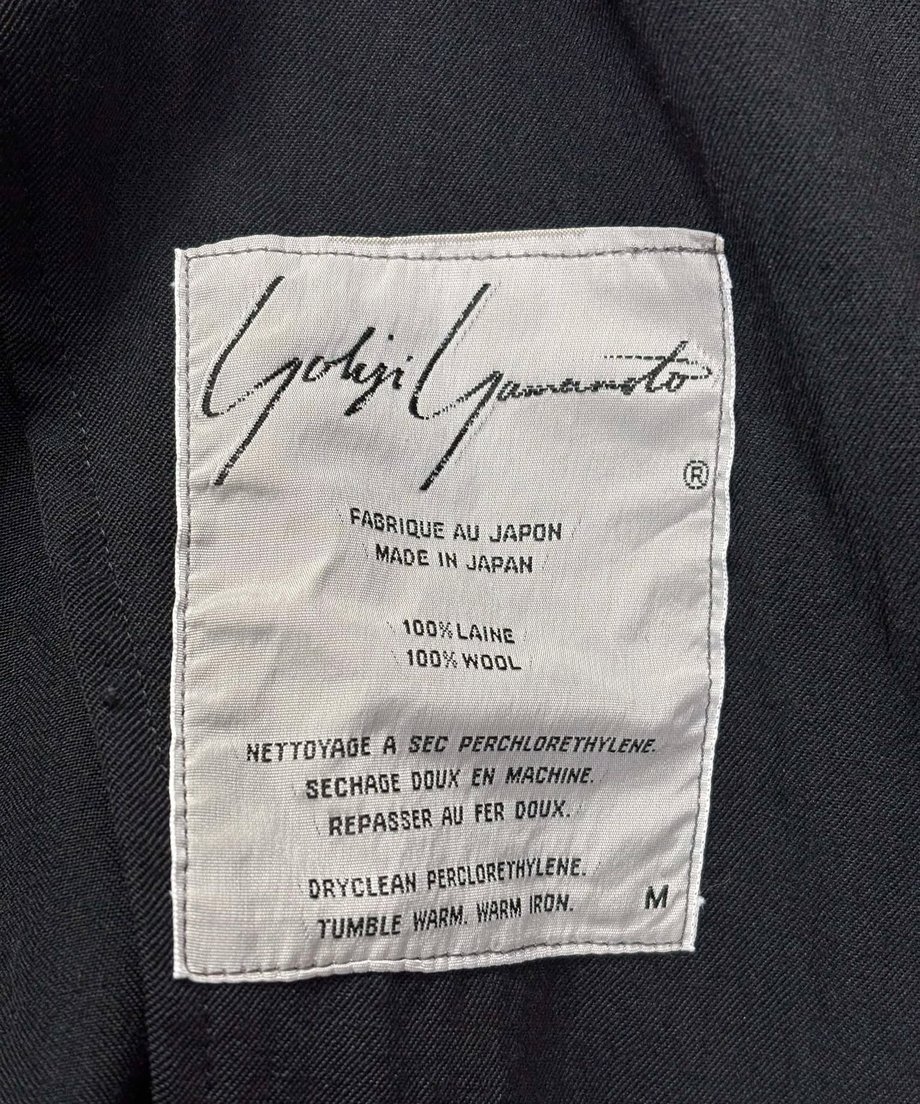 Yohji Yamamoto
®
FABRIQUE AU JAPON
MADE IN JAPAN
100% LAINE
100% WOOL
NETTOYAGE A SEC PERCHLORETHYLENE.
SECHAGE DOUX EN MACHINE.
REPASSER AU FER DOUX.
DRYCLEAN PERCLORETHYLENE.
TUMBLE WARM. WARM IRON.
M